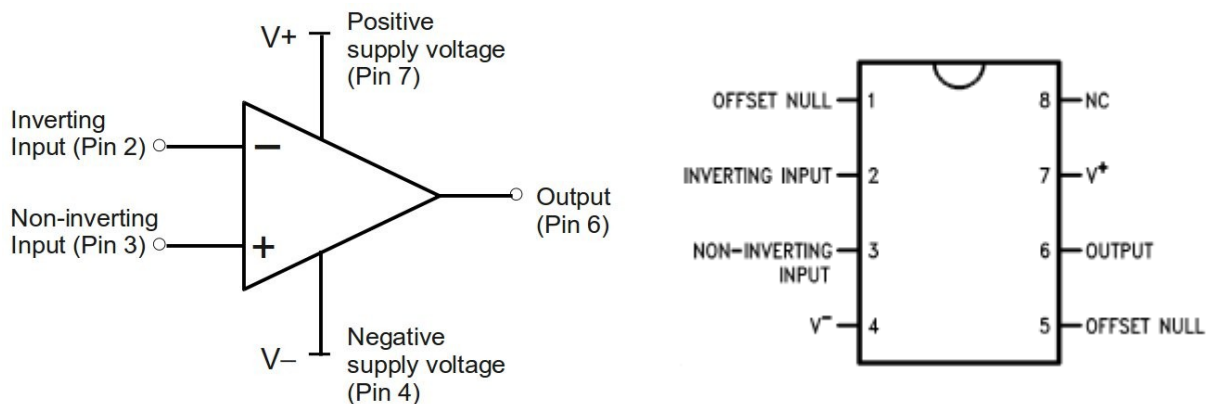 V+
Positive
supply voltage
(Pin 7)
Inverting
Input (Pin 2)
−
Non-inverting
Input (Pin 3)
+
Output
(Pin 6)
V−
Negative
supply voltage
(Pin 4)
OFFSET NULL 1
8 NC
INVERTING INPUT 2
7 V+
NON-INVERTING
INPUT
3
6 OUTPUT
V− 4
5 OFFSET NULL